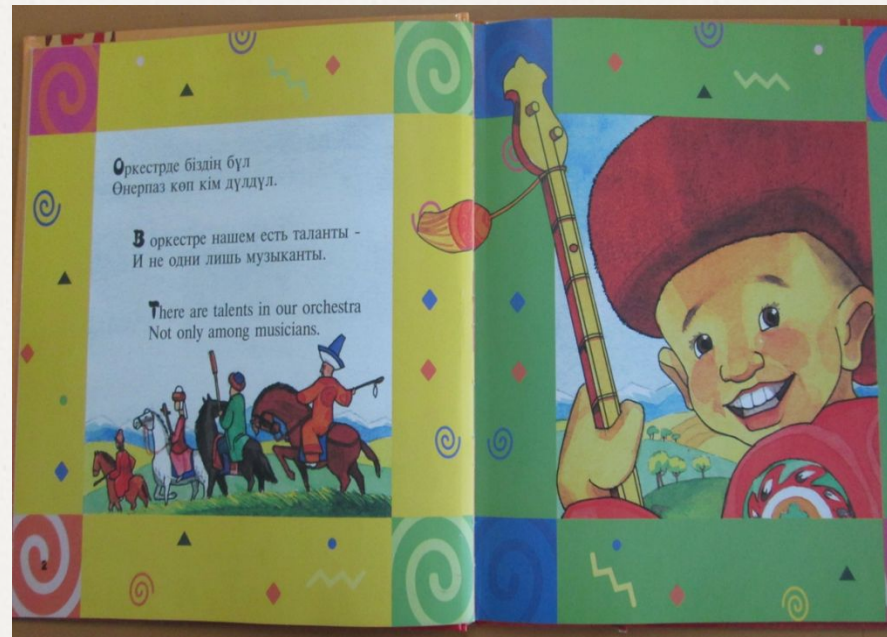 Оркестрде біздің бұл
Өнерпаз көп кім дүлдүл.
В оркестре нашем есть таланты -
И не одни лишь музыканты.
There are talents in our orchestra
Not only among musicians.
2